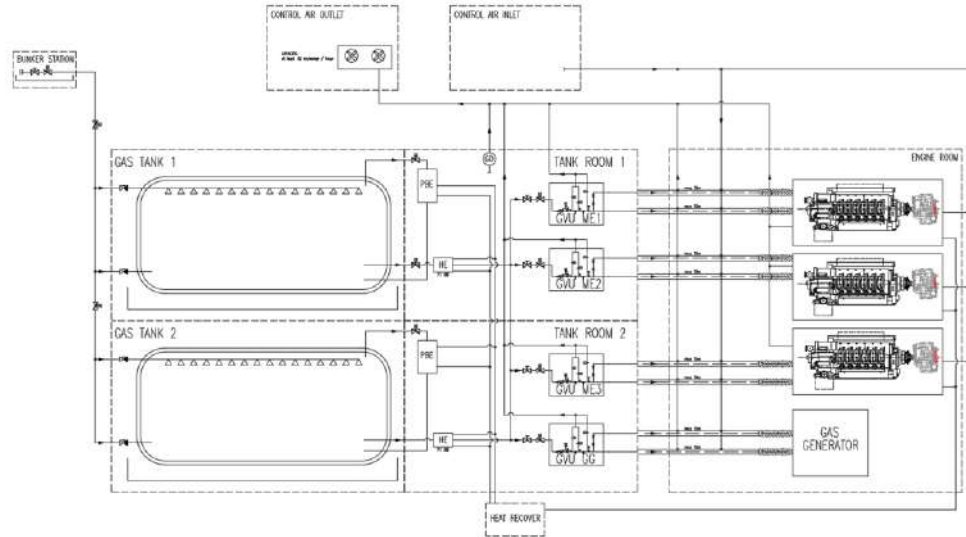 CONTROL AIR OUTLET
CONTROL AIR INLET
BUNKER STATION
GAS TANK 1
TANK ROOM 1
ENGINE ROOM
GD
PBE
GVU ME1
HE
GVU ME2
GAS TANK 2
TANK ROOM 2
PBE
GVU ME3
HE
GVU GG
GAS
GENERATOR
HEAT RECOVER